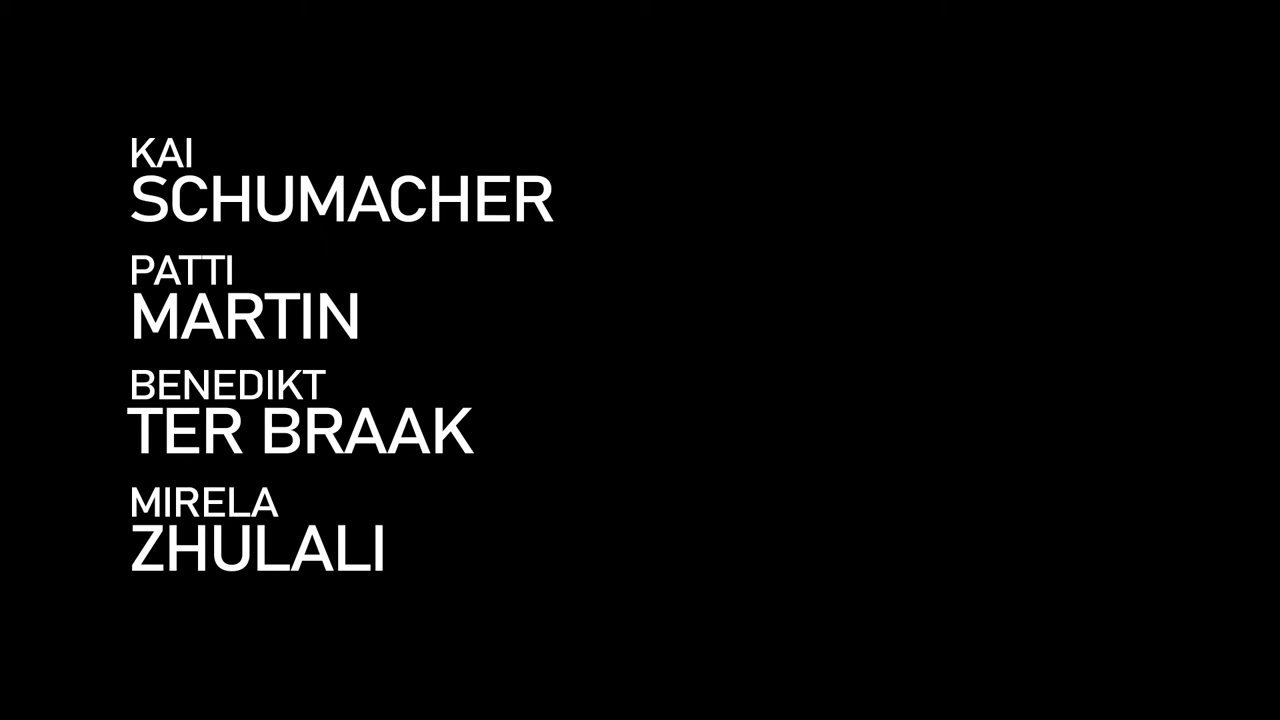 KAI
SCHUMACHER
PATTI
MARTIN
BENEDIKT
TER BRAAK
MIRELA
ZHULALI